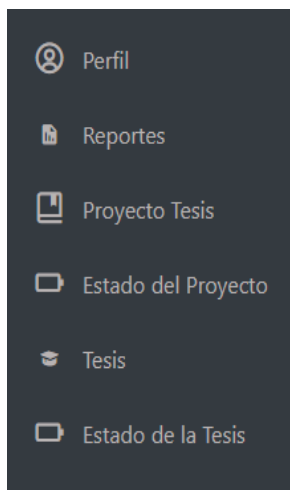 Perfil
Reportes
Proyecto Tesis
Estado del Proyecto
Tesis
Estado de la Tesis